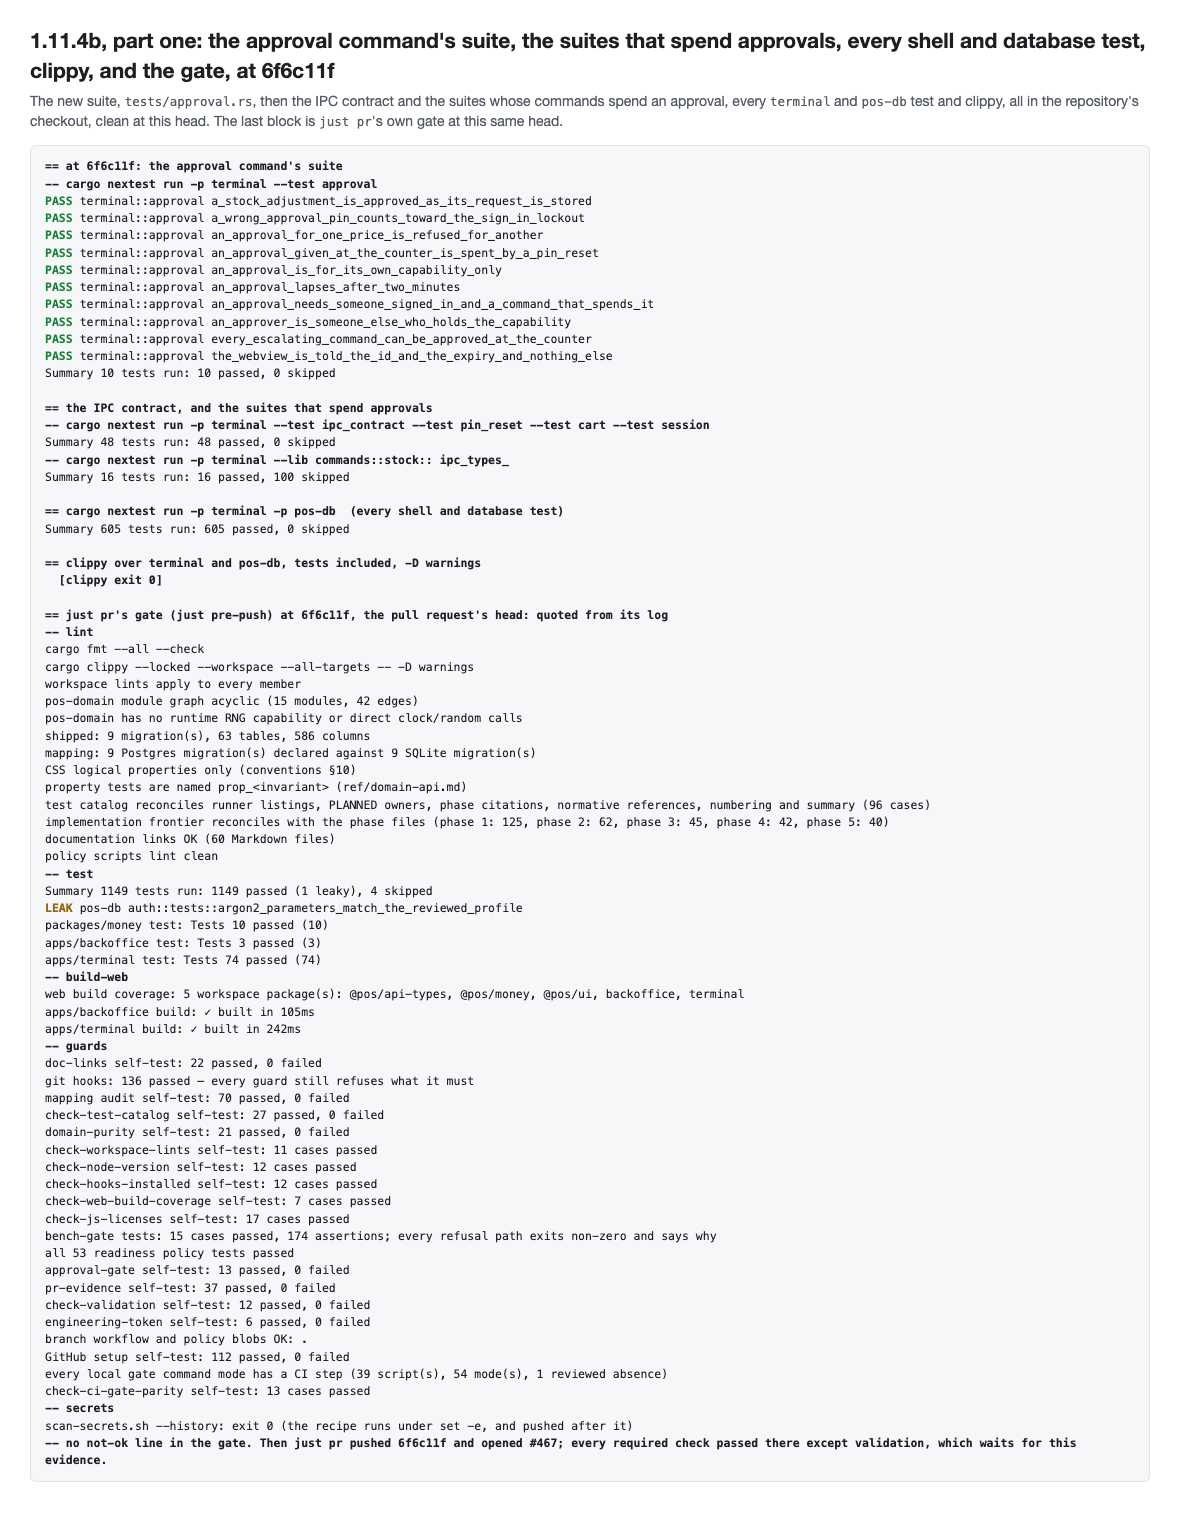 1.11.4b, part one: the approval command's suite, the suites that spend approvals, every shell and database test,
clippy, and the gate, at 6f6c11f
The new suite, tests/approval.rs, then the IPC contract and the suites whose commands spend an approval, every terminal and pos-db test and clippy, all in the repository's
checkout, clean at this head. The last block is just pr's own gate at this same head.
== at 6f6c11f: the approval command's suite
-- cargo nextest run -p terminal --test approval
PASS terminal::approval a_stock_adjustment_is_approved_as_its_request_is_stored
PASS terminal::approval a_wrong_approval_pin_counts_toward_the_sign_in_lockout
PASS terminal::approval an_approval_for_one_price_is_refused_for_another
PASS terminal::approval an_approval_given_at_the_counter_is_spent_by_a_pin_reset
PASS terminal::approval an_approval_is_for_its_own_capability_only
PASS terminal::approval an_approval_lapses_after_two_minutes
PASS terminal::approval an_approval_needs_someone_signed_in_and_a_command_that_spends_it
PASS terminal::approval an_approver_is_someone_else_who_holds_the_capability
PASS terminal::approval every_escalating_command_can_be_approved_at_the_counter
PASS terminal::approval the_webview_is_told_the_id_and_the_expiry_and_nothing_else
Summary 10 tests run: 10 passed, 0 skipped
== the IPC contract, and the suites that spend approvals
-- cargo nextest run -p terminal --test ipc_contract --test pin_reset --test cart --test session
Summary 48 tests run: 48 passed, 0 skipped
-- cargo nextest run -p terminal --lib commands::stock:: ipc_types_
Summary 16 tests run: 16 passed, 100 skipped
== cargo nextest run -p terminal -p pos-db  (every shell and database test)
Summary 605 tests run: 605 passed, 0 skipped
== clippy over terminal and pos-db, tests included, -D warnings
[clippy exit 0]
== just pr's gate (just pre-push) at 6f6c11f, the pull request's head: quoted from its log
-- lint
cargo fmt --all --check
cargo clippy --locked --workspace --all-targets -- -D warnings
workspace lints apply to every member
pos-domain module graph acyclic (15 modules, 42 edges)
pos-domain has no runtime RNG capability or direct clock/random calls
shipped: 9 migration(s), 63 tables, 586 columns
mapping: 9 Postgres migration(s) declared against 9 SQLite migration(s)
CSS logical properties only (conventions §10)
property tests are named prop_<invariant> (ref/domain-api.md)
test catalog reconciles runner listings, PLANNED owners, phase citations, normative references, numbering and summary (96 cases)
implementation frontier reconciles with the phase files (phase 1: 125, phase 2: 62, phase 3: 45, phase 4: 42, phase 5: 40)
documentation links OK (60 Markdown files)
policy scripts lint clean
-- test
Summary 1149 tests run: 1149 passed (1 leaky), 4 skipped
LEAK pos-db auth::tests::argon2_parameters_match_the_reviewed_profile
packages/money test: Tests 10 passed (10)
apps/backoffice test: Tests 3 passed (3)
apps/terminal test: Tests 74 passed (74)
-- build-web
web build coverage: 5 workspace package(s): @pos/api-types, @pos/money, @pos/ui, backoffice, terminal
apps/backoffice build: ✓ built in 105ms
apps/terminal build: ✓ built in 242ms
-- guards
doc-links self-test: 22 passed, 0 failed
git hooks: 136 passed — every guard still refuses what it must
mapping audit self-test: 70 passed, 0 failed
check-test-catalog self-test: 27 passed, 0 failed
domain-purity self-test: 21 passed, 0 failed
check-workspace-lints self-test: 11 cases passed
check-node-version self-test: 12 cases passed
check-hooks-installed self-test: 12 cases passed
check-web-build-coverage self-test: 7 cases passed
check-js-licenses self-test: 17 cases passed
bench-gate tests: 15 cases passed, 174 assertions; every refusal path exits non-zero and says why
all 53 readiness policy tests passed
approval-gate self-test: 13 passed, 0 failed
pr-evidence self-test: 37 passed, 0 failed
check-validation self-test: 12 passed, 0 failed
engineering-token self-test: 6 passed, 0 failed
branch workflow and policy blobs OK: .
GitHub setup self-test: 112 passed, 0 failed
every local gate command mode has a CI step (39 script(s), 54 mode(s), 1 reviewed absence)
check-ci-gate-parity self-test: 13 cases passed
-- secrets
scan-secrets.sh --history: exit 0 (the recipe runs under set -e, and pushed after it)
-- no not-ok line in the gate. Then just pr pushed 6f6c11f and opened #467; every required check passed there except validation, which waits for this
evidence.